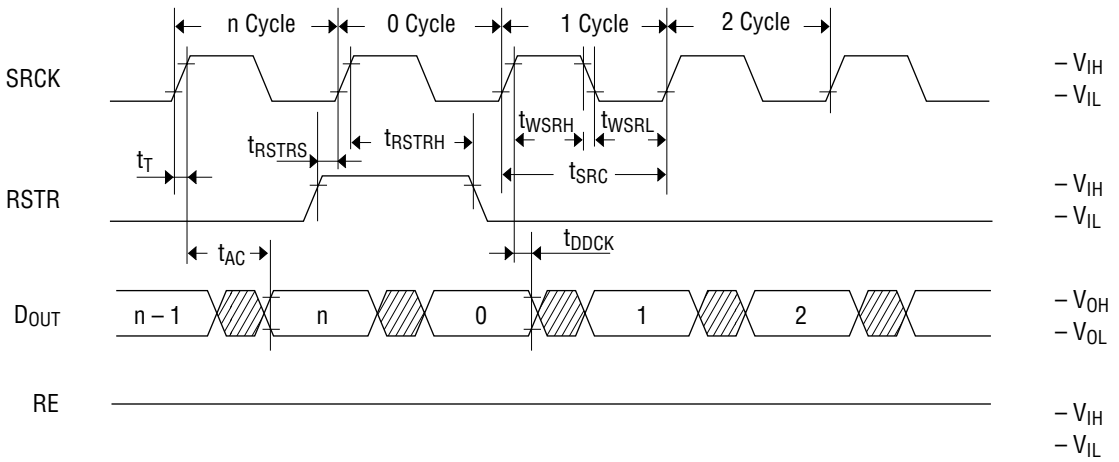 n Cycle 0 Cycle 1 Cycle 2 Cycle
SRCK
– VIH
– VIL
tWSRH tWSRL
tRSTRS tRSTRH
tT
tSRC
RSTR
– VIH
– VIL
tAC
tDDCK
DOUT
n – 1 n 0 1 2
– VOH
– VOL
RE
– VIH
– VIL